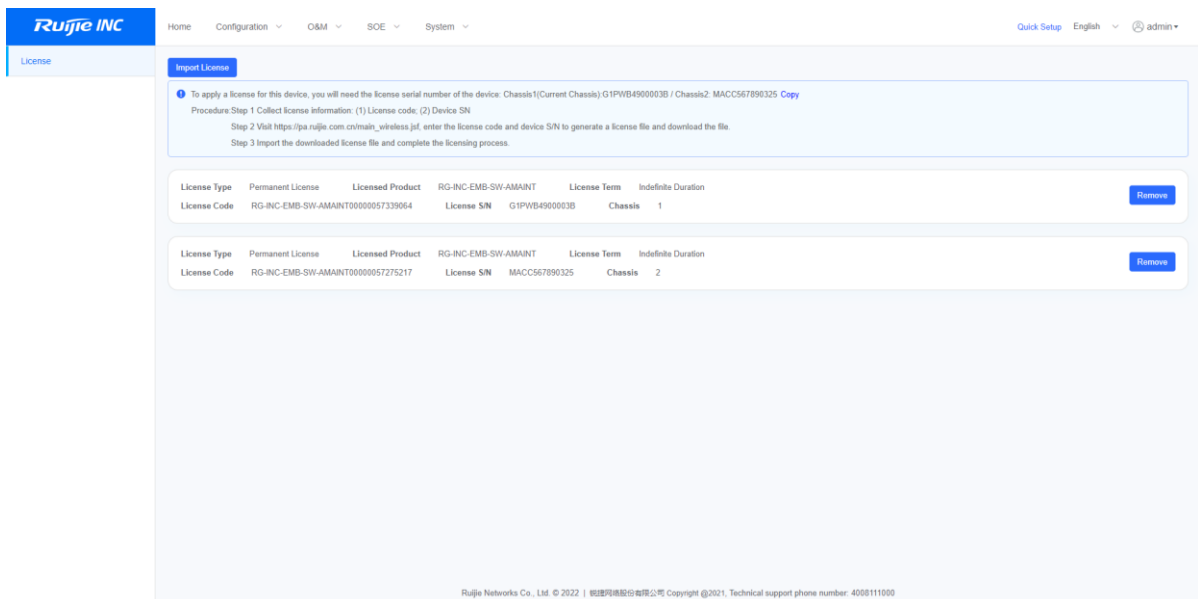 Ruijie INC
Home Configuration O&M SOE System Quick Setup English admin
License
Import License
To apply a license for this device, you will need the license serial number of the device: Chassis1(Current Chassis):G1PWB4900003B / Chassis2: MACC567890325 Copy
Procedure:Step 1 Collect license information: (1) License code; (2) Device SN
Step 2 Visit https://pa.ruijie.com.cn/main_wireless.jsf, enter the license code and device S/N to generate a license file and download the file.
Step 3 Import the downloaded license file and complete the licensing process.
License Type Permanent License Licensed Product RG-INC-EMB-SW-AMAINT License Term Indefinite Duration
Remove
License Code RG-INC-EMB-SW-AMAINT00000057339064 License S/N G1PWB4900003B Chassis 1
License Type Permanent License Licensed Product RG-INC-EMB-SW-AMAINT License Term Indefinite Duration
Remove
License Code RG-INC-EMB-SW-AMAINT00000057275217 License S/N MACC567890325 Chassis 2
Ruijie Networks Co., Ltd. © 2022 | 锐捷网络股份有限公司 Copyright @2021, Technical support phone number: 4008111000